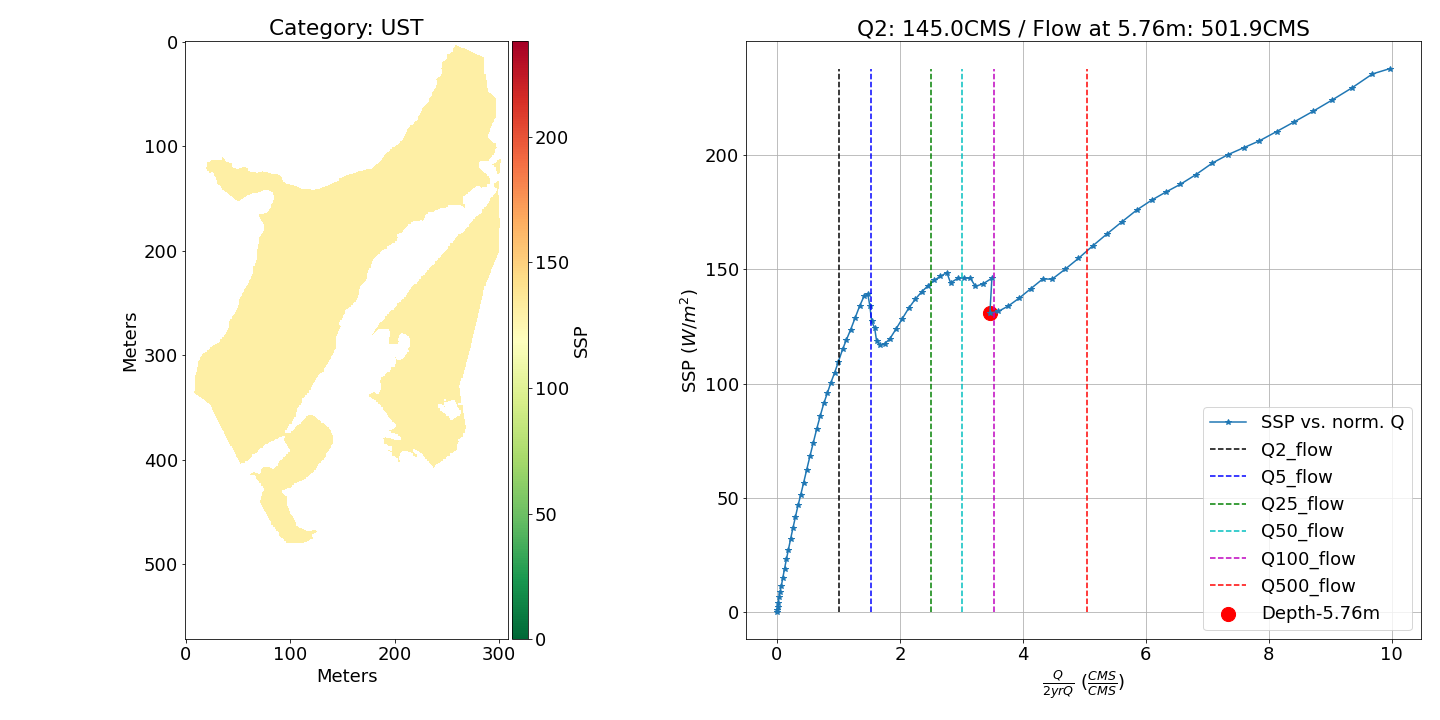 Category: UST
0
100
200
300
400
500
Meters
0
100
200
300
Meters
200
150
100
50
0
SSP
Q2: 145.0CMS / Flow at 5.76m: 501.9CMS
200
150
100
50
0
SSP (W/m²)
0
2
4
6
8
10
Q/2yrQ (CMS/CMS)
SSP vs. norm. Q
Q2_flow
Q5_flow
Q25_flow
Q50_flow
Q100_flow
Q500_flow
Depth-5.76m